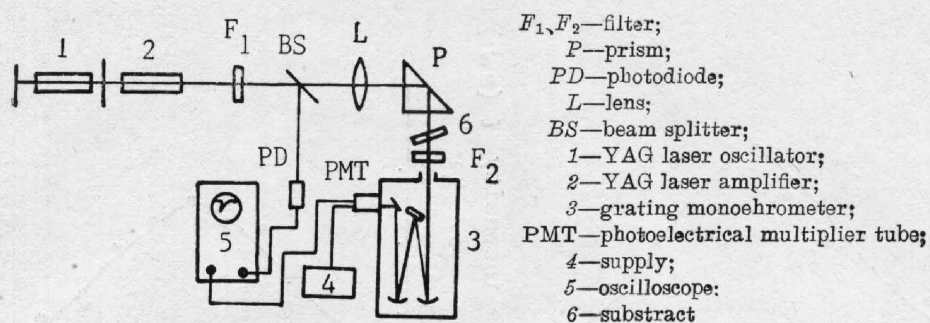 1
2
F1
BS
L
P
6
F2
PD
PMT
5
4
3
F1、F2—filter;
P—prism;
PD—photodiode;
L—lens;
BS—beam splitter;
1—YAG laser oscillator;
2—YAG laser amplifier;
3—grating monoehrometer;
PMT—photoelectrical multiplier tube;
4—supply;
5—oscilloscope:
6—substract